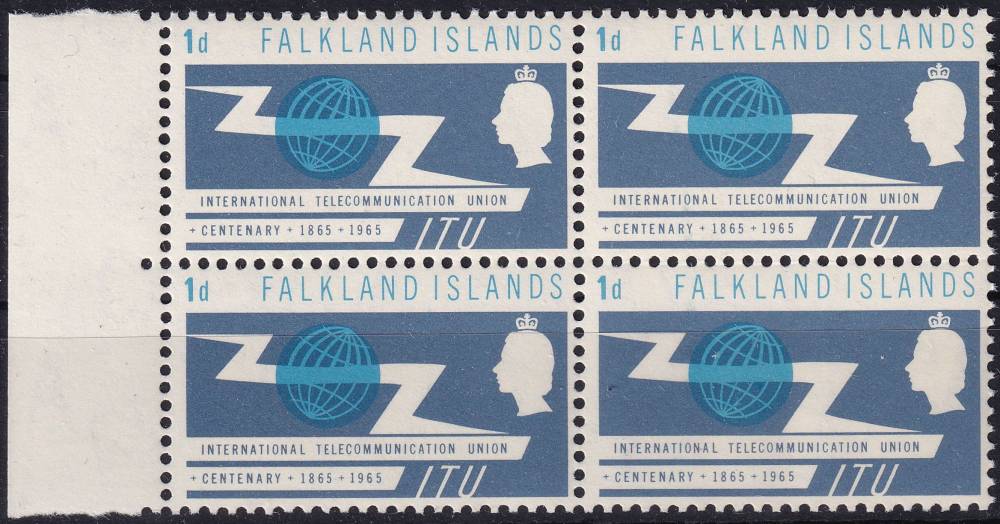 1d FALKLAND ISLANDS
INTERNATIONAL TELECOMMUNICATION UNION
+ CENTENARY + 1865 + 1965 ITU
1d FALKLAND ISLANDS
INTERNATIONAL TELECOMMUNICATION UNION
+ CENTENARY + 1865 + 1965 ITU
1d FALKLAND ISLANDS
INTERNATIONAL TELECOMMUNICATION UNION
+ CENTENARY + 1865 + 1965 ITU
1d FALKLAND ISLANDS
INTERNATIONAL TELECOMMUNICATION UNION
+ CENTENARY + 1865 + 1965 ITU